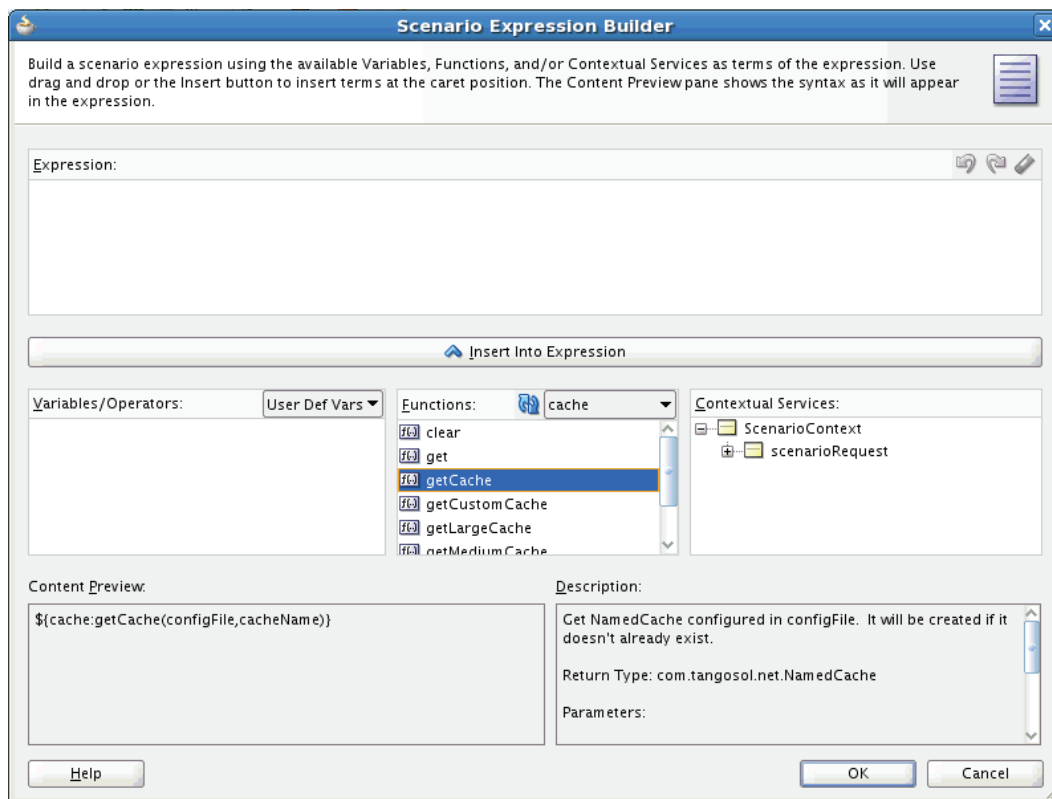 Scenario Expression Builder
Build a scenario expression using the available Variables, Functions, and/or Contextual Services as terms of the expression. Use
drag and drop or the Insert button to insert terms at the caret position. The Content Preview pane shows the syntax as it will appear
in the expression.
Expression:
Insert Into Expression
Variables/Operators:
User Def Vars
Functions:
cache
Contextual Services:
f(..) clear
f(..) get
f(..) getCache
f(..) getCustomCache
f(..) getLargeCache
f(..) getMediumCache
ScenarioContext
scenarioRequest
Content Preview:
${cache:getCache(configFile,cacheName)}
Description:
Get NamedCache configured in configFile.  It will be created if it
doesn't already exist.
Return Type: com.tangosol.net.NamedCache
Parameters:
Help
OK
Cancel